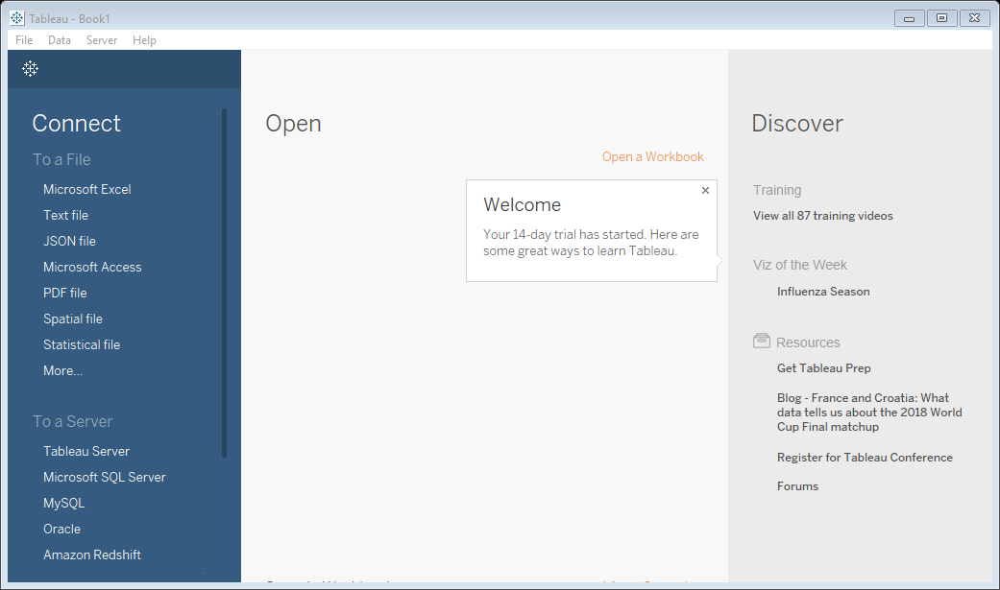 Tableau - Book1
File Data Server Help
Connect
To a File
Microsoft Excel
Text file
JSON file
Microsoft Access
PDF file
Spatial file
Statistical file
More...
To a Server
Tableau Server
Microsoft SQL Server
MySQL
Oracle
Amazon Redshift
Open
Open a Workbook
Welcome
Your 14-day trial has started. Here are
some great ways to learn Tableau.
Discover
Training
View all 87 training videos
Viz of the Week
Influenza Season
Resources
Get Tableau Prep
Blog - France and Croatia: What
data tells us about the 2018 World
Cup Final matchup
Register for Tableau Conference
Forums